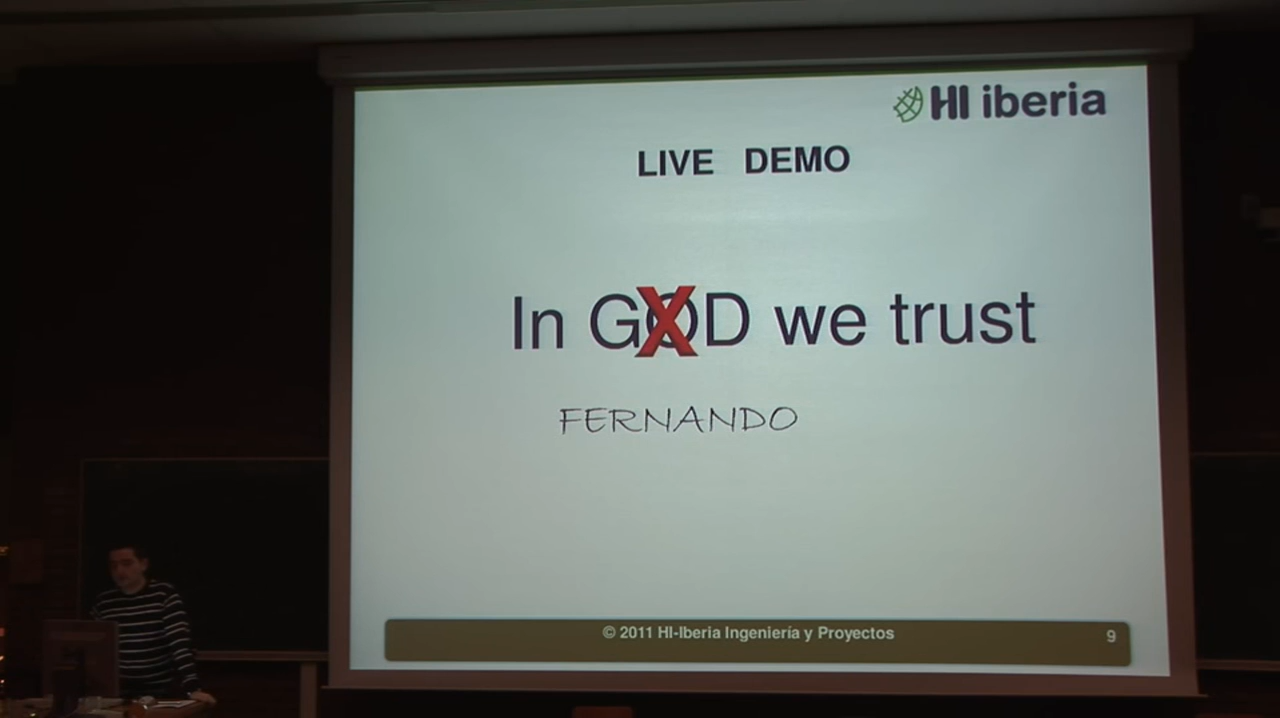 HI iberia
LIVE DEMO
In GOD we trust
FERNANDO
© 2011 HI-Iberia Ingeniería y Proyectos
9